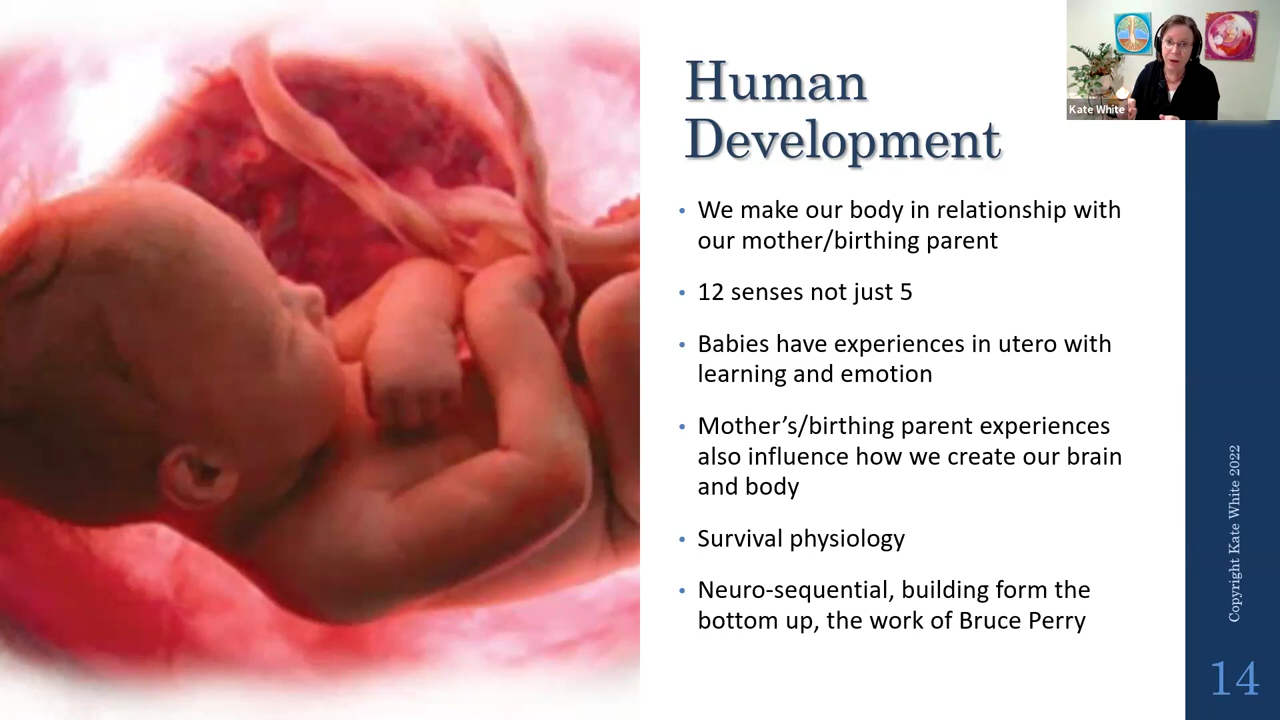 Human
Development
• We make our body in relationship with
our mother/birthing parent
• 12 senses not just 5
• Babies have experiences in utero with
learning and emotion
• Mother’s/birthing parent experiences
also influence how we create our brain
and body
• Survival physiology
• Neuro-sequential, building form the
bottom up, the work of Bruce Perry
Kate White
Copyright Kate White 2022
14